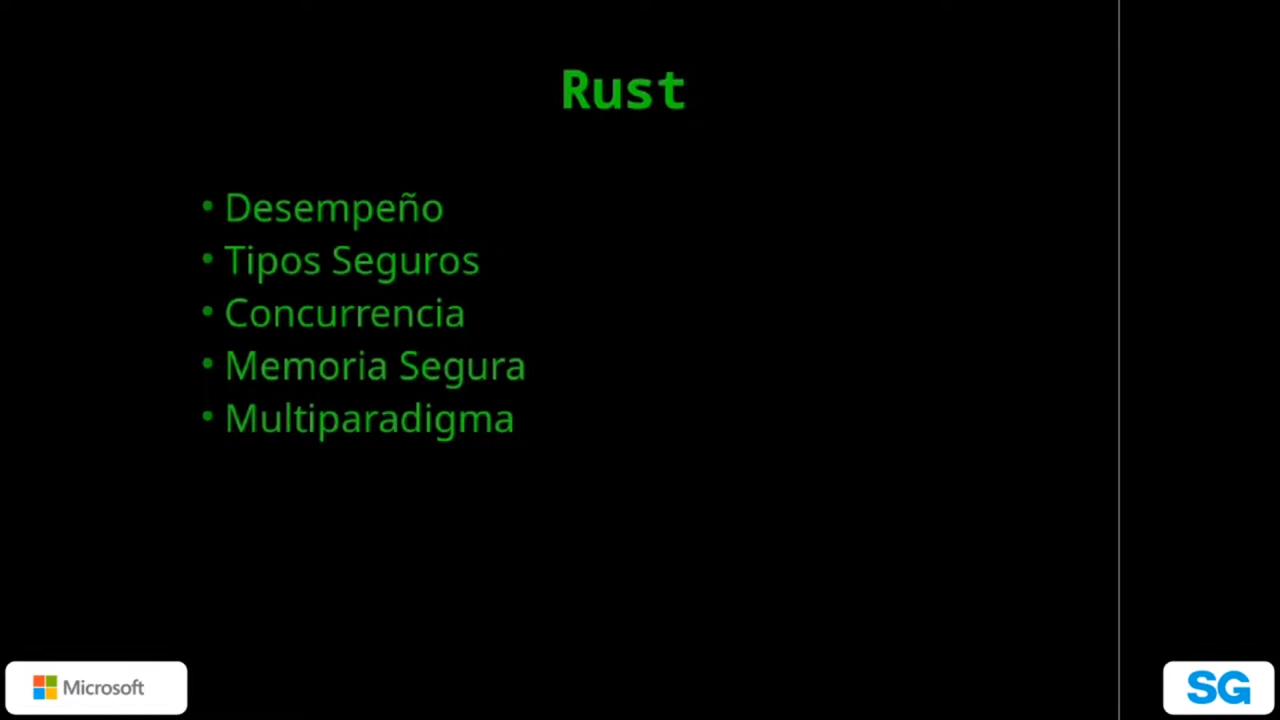 Rust
• Desempeño
• Tipos Seguros
• Concurrencia
• Memoria Segura
• Multiparadigma
Microsoft
SG